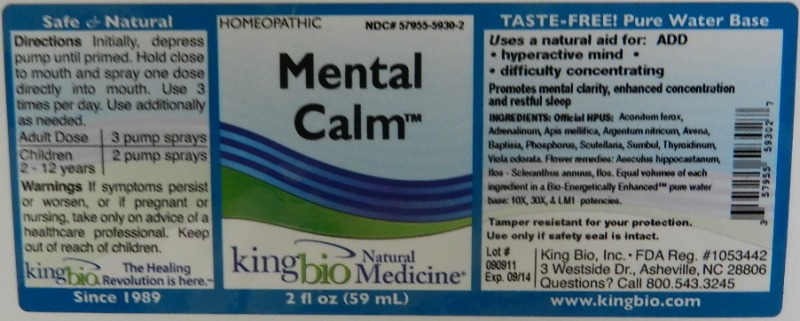 Safe & Natural
Directions Initially, depress
pump until primed. Hold close
to mouth and spray one dose
directly into mouth. Use 3
times per day. Use additionally
as needed.
Adult Dose 3 pump sprays
Children 2 pump sprays
2 - 12 years
Warnings If symptoms persist
or worsen, or if pregnant or
nursing, take only on advice of a
healthcare professional. Keep
out of reach of children.
kingbio. The Healing
Revolution is here.™
Since 1989
HOMEOPATHIC NDC# 57955-5930-2
Mental
Calm™
kingbio Natural
Medicine®
2 fl oz (59 mL)
TASTE-FREE! Pure Water Base
Uses a natural aid for: ADD
• hyperactive mind •
• difficulty concentrating
Promotes mental clarity, enhanced concentration
and restful sleep
INGREDIENTS: Official HPUS: Aconitum ferox,
Adrenalinum, Apis mellifica, Argentum nitricum, Avena,
Baptisia, Phosphorus, Scutellaria, Sumbul, Thyroidinum,
Viola odorata. Flower remedies: Aesculus hippocastanum,
flos - Scleranthus annuus, flos. Equal volumes of each
ingredient in a Bio-Energetically Enhanced™ pure water
base: 10X, 30X, & LM1 potencies.
3 57955 59302 7
Tamper resistant for your protection.
Use only if safety seal is intact.
Lot #
090911
Exp. 09/14
King Bio, Inc. • FDA Reg. #1053442
3 Westside Dr., Asheville, NC 28806
Questions? Call 800.543.3245
www.kingbio.com